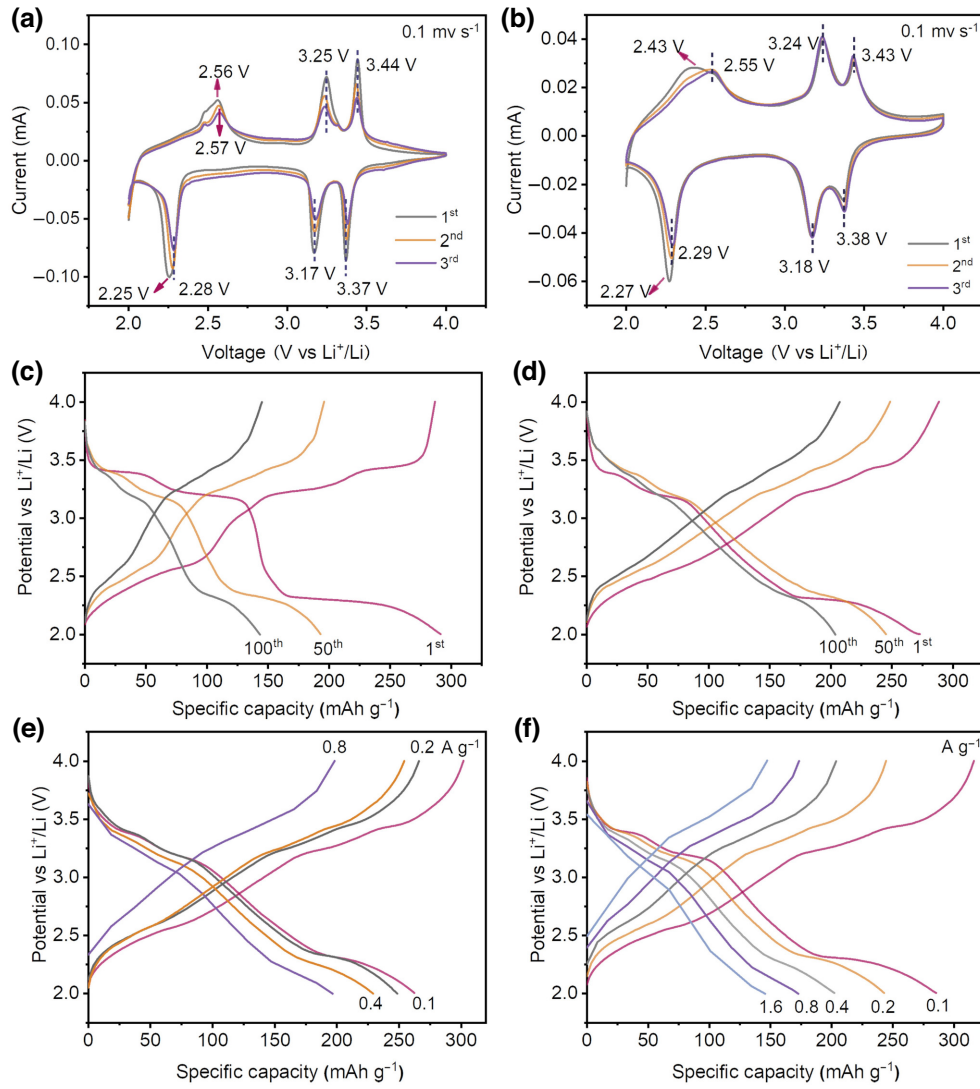 (a)
0.1 mv s⁻¹
0.10
0.05
0.00
−0.05
−0.10
Current (mA)
2.56 V
2.57 V
3.25 V
3.44 V
2.25 V
2.28 V
3.17 V
3.37 V
1st
2nd
3rd
2.0 2.5 3.0 3.5 4.0
Voltage (V vs Li⁺/Li)
(b)
0.1 mv s⁻¹
0.04
0.02
0.00
−0.02
−0.04
−0.06
Current (mA)
2.43 V
2.55 V
3.24 V
3.43 V
2.27 V
2.29 V
3.18 V
3.38 V
1st
2nd
3rd
2.0 2.5 3.0 3.5 4.0
Voltage (V vs Li⁺/Li)
(c)
4.0
3.5
3.0
2.5
2.0
Potential vs Li⁺/Li (V)
100th 50th 1st
0 50 100 150 200 250 300
Specific capacity (mAh g⁻¹)
(d)
4.0
3.5
3.0
2.5
2.0
Potential vs Li⁺/Li (V)
100th 50th 1st
0 50 100 150 200 250 300
Specific capacity (mAh g⁻¹)
(e)
4.0
3.5
3.0
2.5
2.0
Potential vs Li⁺/Li (V)
0.8 0.2 A g⁻¹
0.4 0.1
0 50 100 150 200 250 300
Specific capacity (mAh g⁻¹)
(f)
4.0
3.5
3.0
2.5
2.0
Potential vs Li⁺/Li (V)
A g⁻¹
1.6 0.8 0.4 0.2 0.1
0 50 100 150 200 250 300
Specific capacity (mAh g⁻¹)